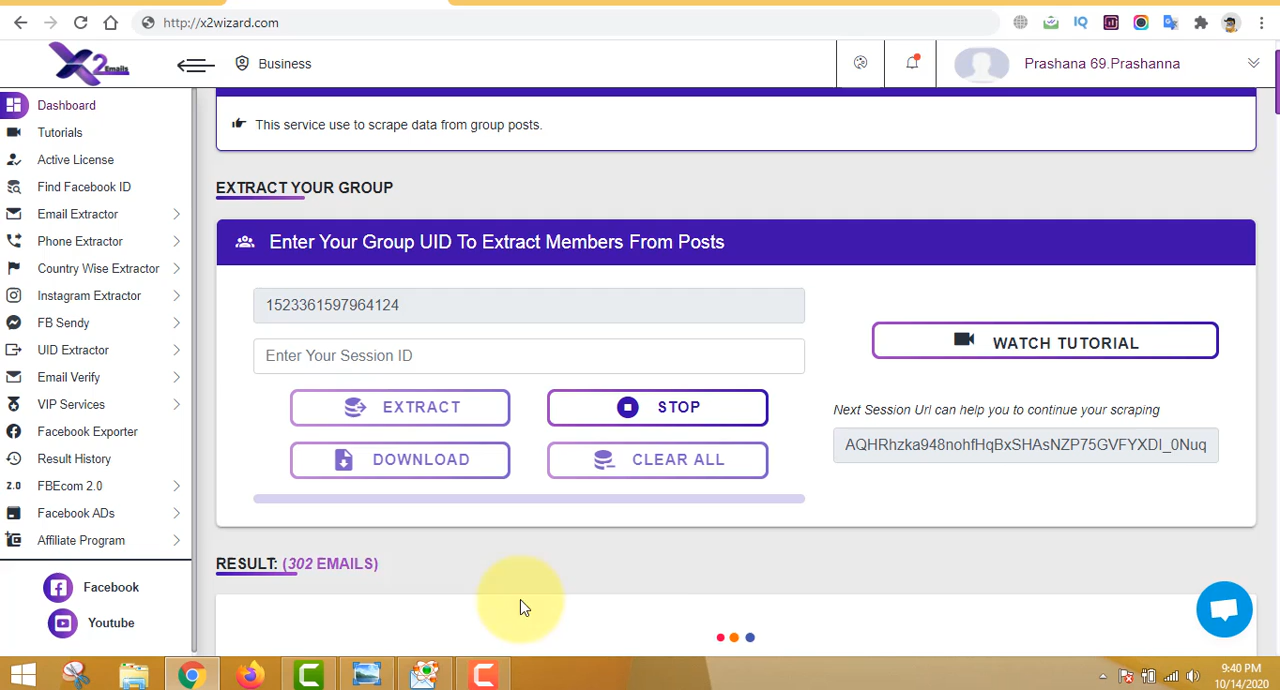 http://x2wizard.com
IQ
X2 Emails
Business
Prashana 69.Prashanna
Dashboard
Tutorials
Active License
Find Facebook ID
Email Extractor
Phone Extractor
Country Wise Extractor
Instagram Extractor
FB Sendy
UID Extractor
Email Verify
VIP Services
Facebook Exporter
Result History
2.0 FBEcom 2.0
Facebook ADs
Affiliate Program
Facebook
Youtube
This service use to scrape data from group posts.
EXTRACT YOUR GROUP
Enter Your Group UID To Extract Members From Posts
1523361597964124
Enter Your Session ID
EXTRACT
STOP
DOWNLOAD
CLEAR ALL
WATCH TUTORIAL
Next Session Url can help you to continue your scraping
AQHRhzka948nohfHqBxSHAsNZP75GVFYXDI_0Nuq
RESULT: (302 EMAILS)
9:40 PM
10/14/2020